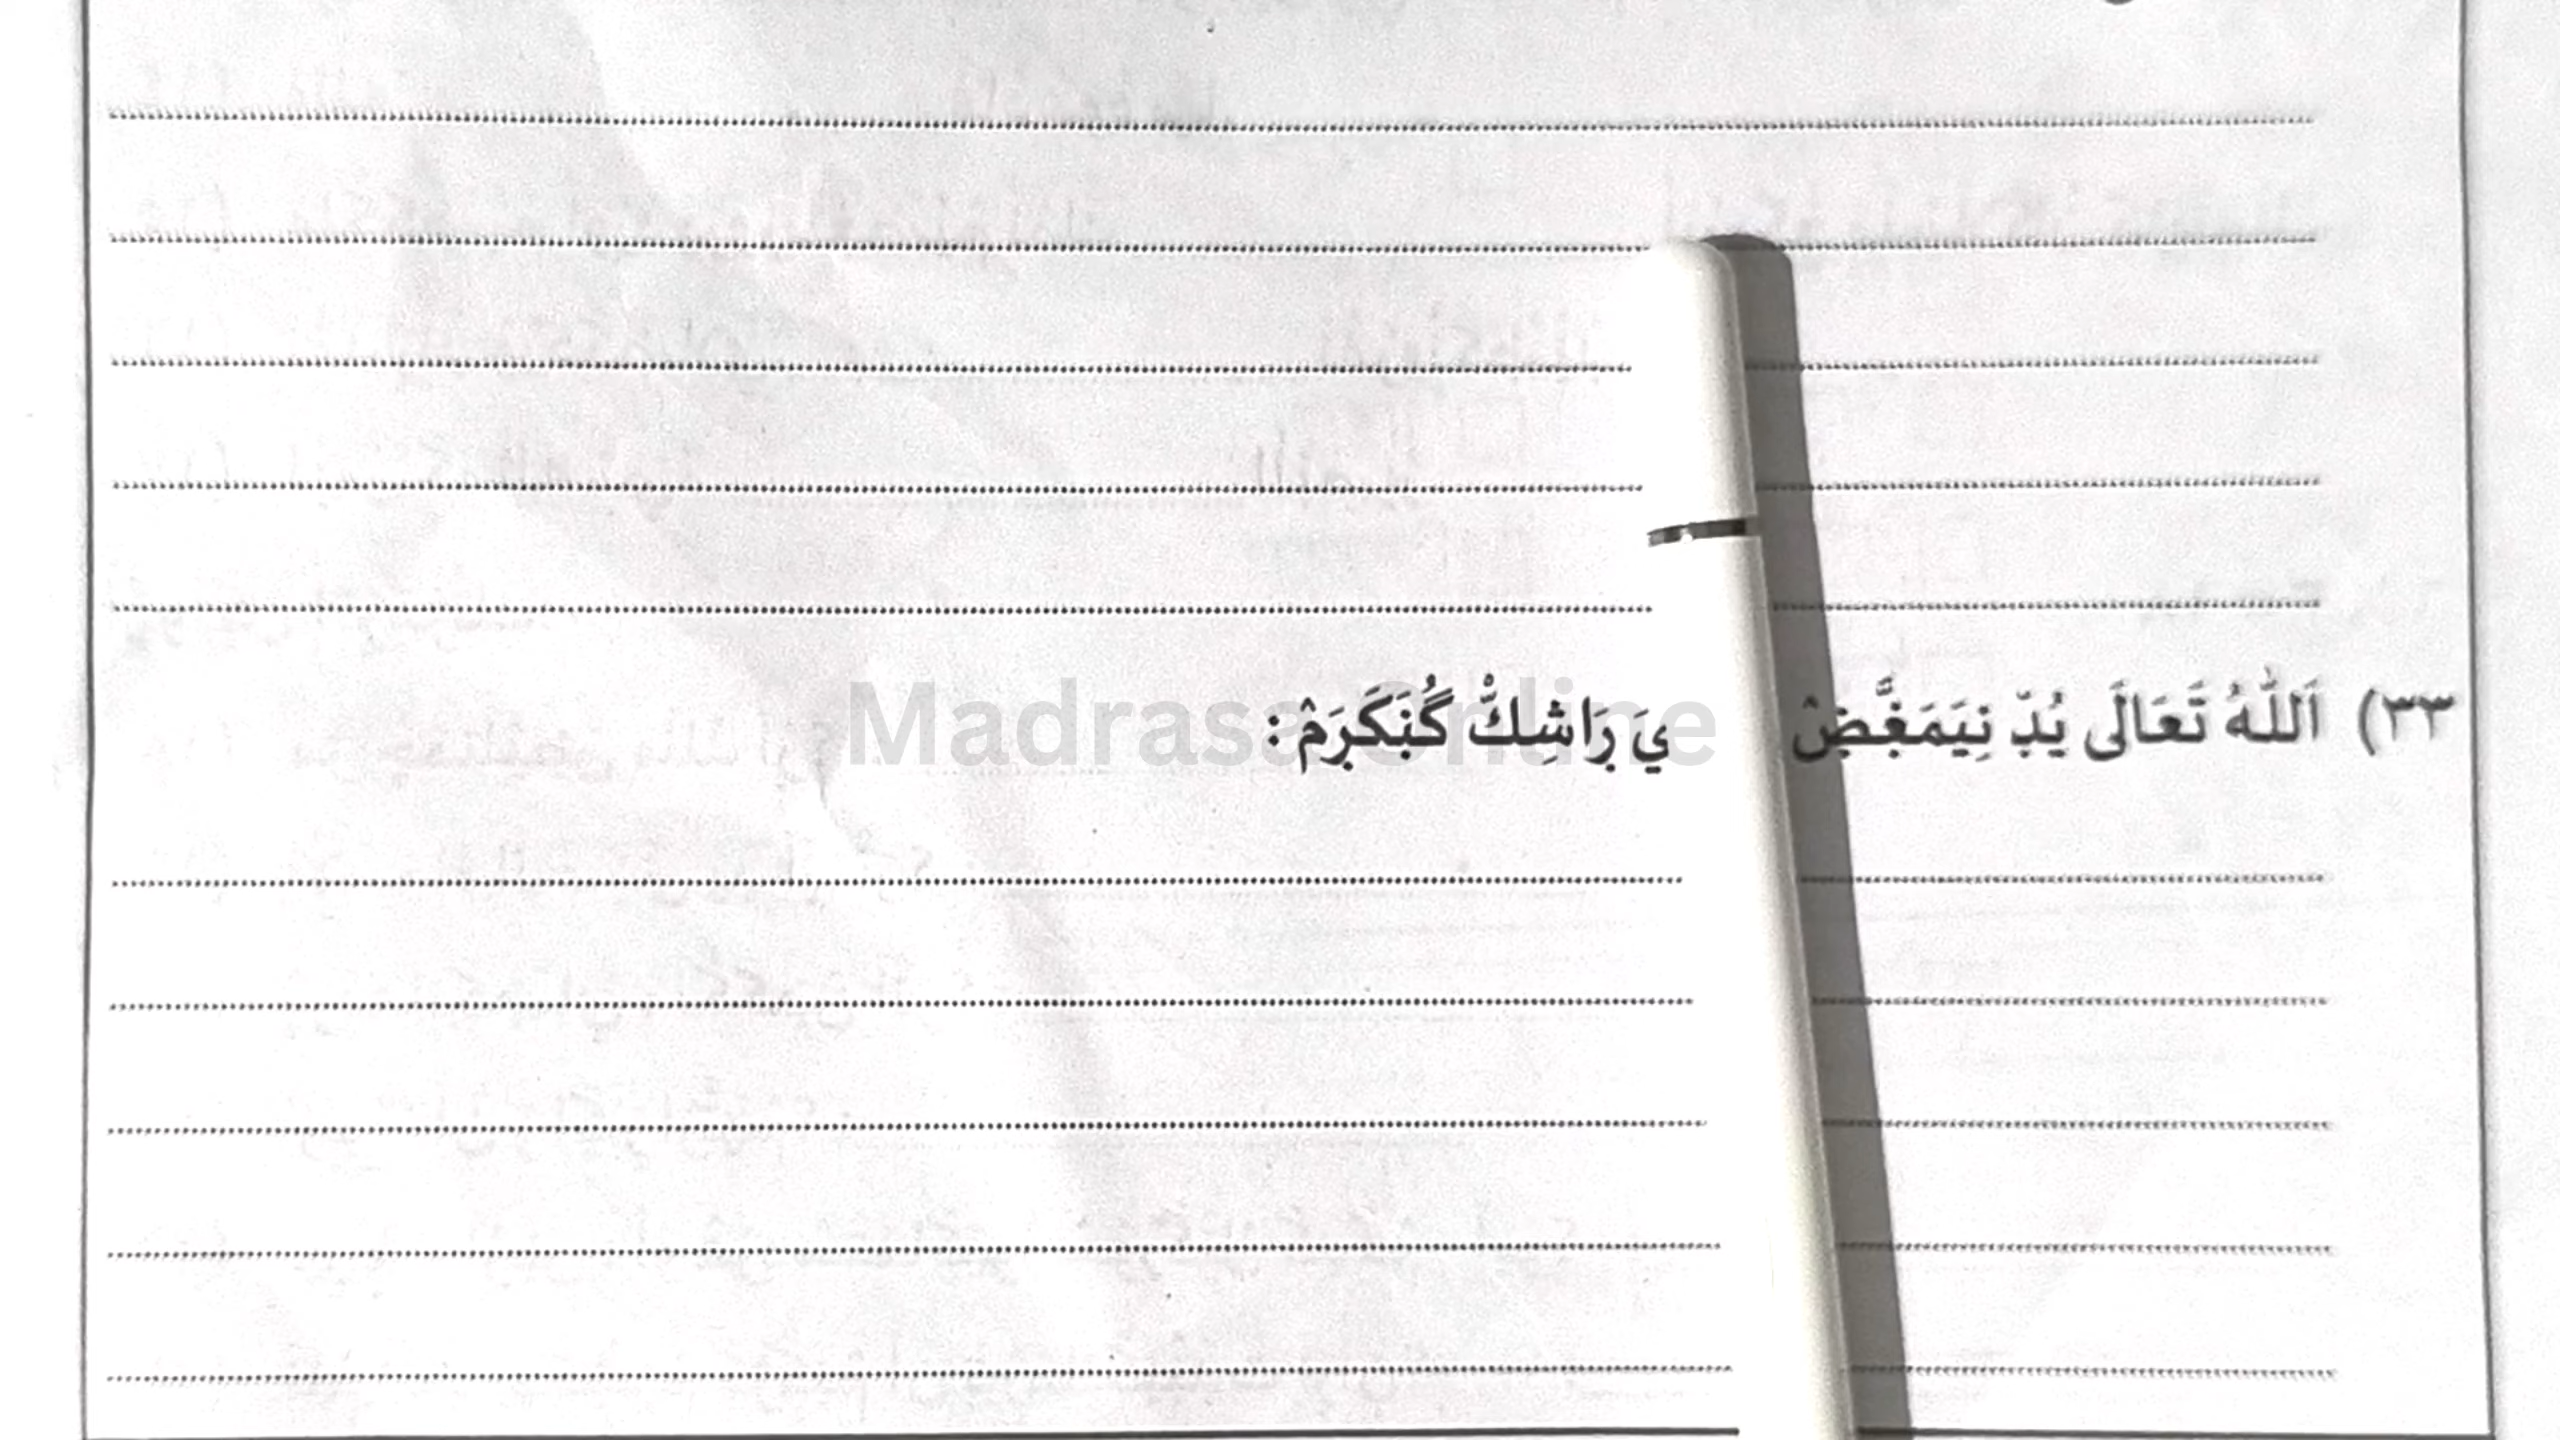 ٣٣) اَللّٰهُ تَعَالَى يُدّ نِيَمَغَّضْ يَ رَاشِكّْ گُنَكَرَمْ :
Madrasa Online